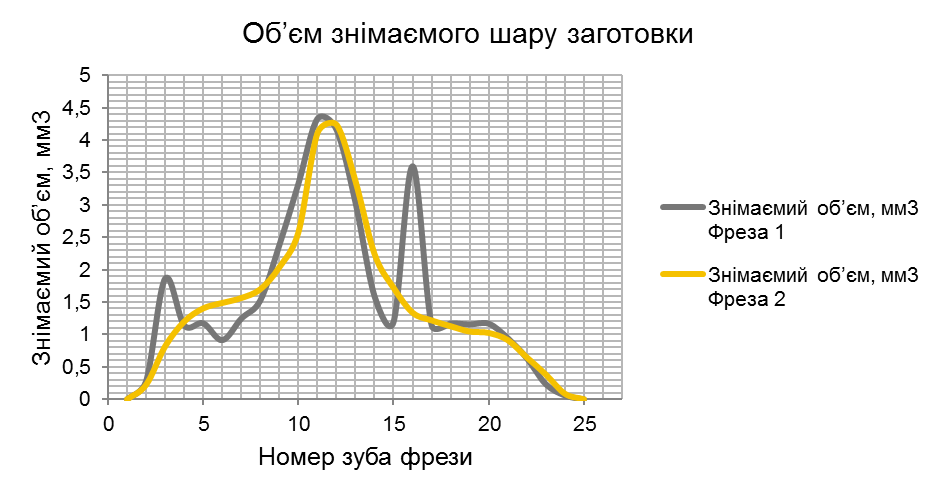 Об’єм знімаємого шару заготовки
Знімаємий об’єм, мм3
5
4,5
4
3,5
3
2,5
2
1,5
1
0,5
0
0 5 10 15 20 25
Номер зуба фрези
Знімаємий об’єм, мм3
Фреза 1
Знімаємий об’єм, мм3
Фреза 2